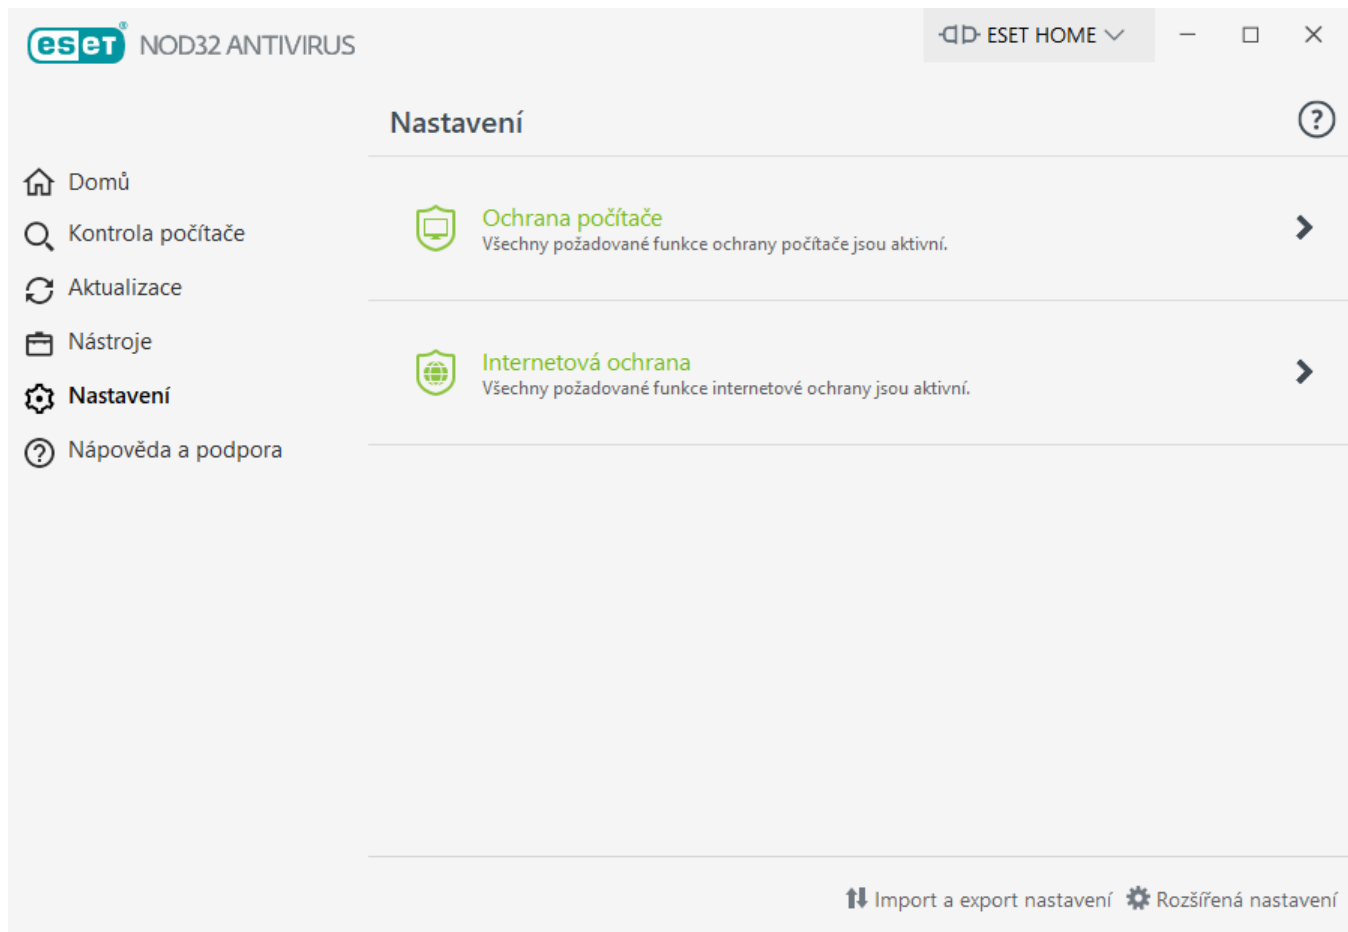 eset® NOD32 ANTIVIRUS
ESET HOME
Nastavení
Domů
Kontrola počítače
Aktualizace
Nástroje
Nastavení
Nápověda a podpora
Ochrana počítače
Všechny požadované funkce ochrany počítače jsou aktivní.
Internetová ochrana
Všechny požadované funkce internetové ochrany jsou aktivní.
Import a export nastavení
Rozšířená nastavení